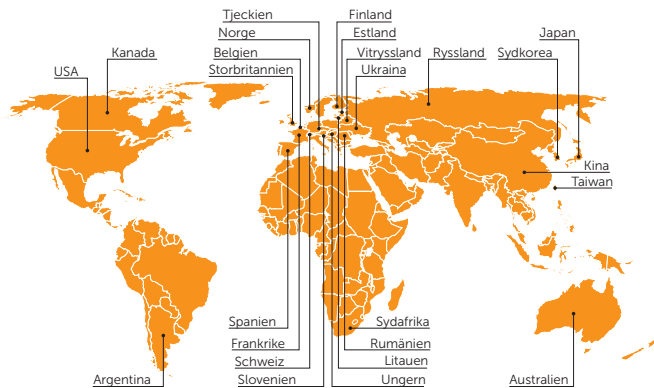 Tjeckien
Finland
Norge
Estland
Japan
Kanada
Belgien
Vitryssland
Ryssland
Sydkorea
USA
Storbritannien
Ukraina
Kina
Taiwan
Spanien
Sydafrika
Frankrike
Rumänien
Schweiz
Litauen
Argentina
Slovenien
Ungern
Australien